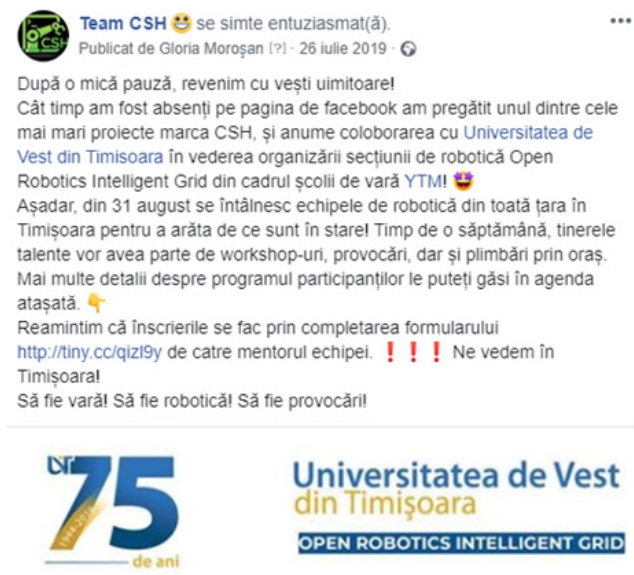 Team CSH 😀 se simte entuziasmat(ă).
Publicat de Gloria Moroșan [?] · 26 iulie 2019 ·
După o mică pauză, revenim cu vești uimitoare!
Cât timp am fost absenți pe pagina de facebook am pregătit unul dintre cele
mai mari proiecte marca CSH, și anume coloborarea cu Universitatea de
Vest din Timisoara în vederea organizării secțiunii de robotică Open
Robotics Intelligent Grid din cadrul școlii de vară YTM! 🤩
Așadar, din 31 august se întâlnesc echipele de robotică din toată țara în
Timișoara pentru a arăta de ce sunt în stare! Timp de o săptămână, tinerele
talente vor avea parte de workshop-uri, provocări, dar și plimbări prin oraș.
Mai multe detalii despre programul participanților le puteți găsi în agenda
atașată. 👇
Reamintim că înscrierile se fac prin completarea formularului
http://tiny.cc/qizl9y de catre mentorul echipei. ❗❗❗ Ne vedem în
Timișoara!
Să fie vară! Să fie robotică! Să fie provocări!
CSH
UVT
75
1944-2019
de ani
Universitatea de Vest
din Timişoara
OPEN ROBOTICS INTELLIGENT GRID